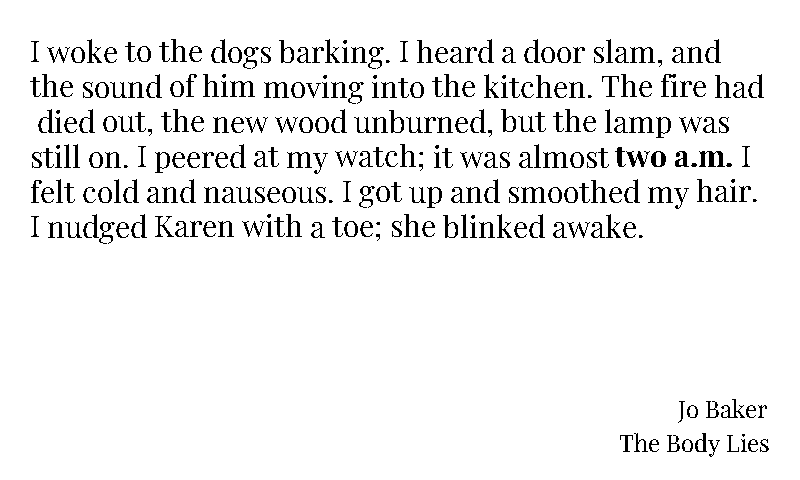 I woke to the dogs barking. I heard a door slam, and
the sound of him moving into the kitchen. The fire had
died out, the new wood unburned, but the lamp was
still on. I peered at my watch; it was almost two a.m. I
felt cold and nauseous. I got up and smoothed my hair.
I nudged Karen with a toe; she blinked awake.
Jo Baker
The Body Lies